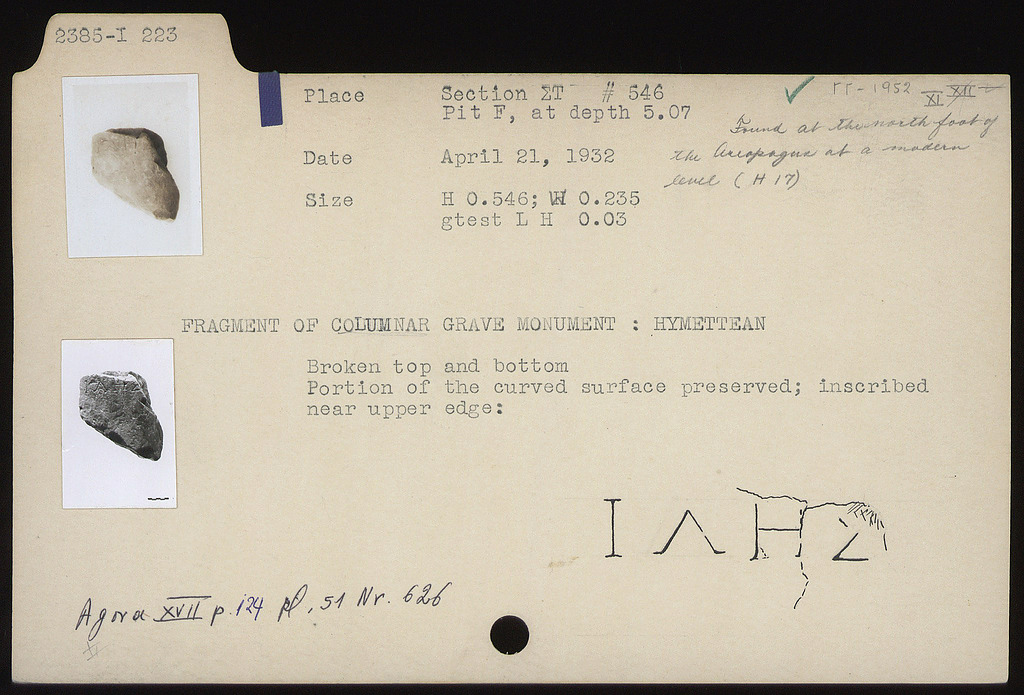 2385-I 223
Place Section ΣΤ # 546
Pit F, at depth 5.07
Date April 21, 1932
Size H 0.546; W 0.235
gtest L H 0.03
ΓΓ - 1952 XI XII
Found at the north foot of
the Areopagus at a modern
level (H 17)
FRAGMENT OF COLUMNAR GRAVE MONUMENT : HYMETTEAN
Broken top and bottom
Portion of the curved surface preserved; inscribed
near upper edge:
Ι Λ Η Σ
Agora XVII p. 124 pl. 51 Nr. 626